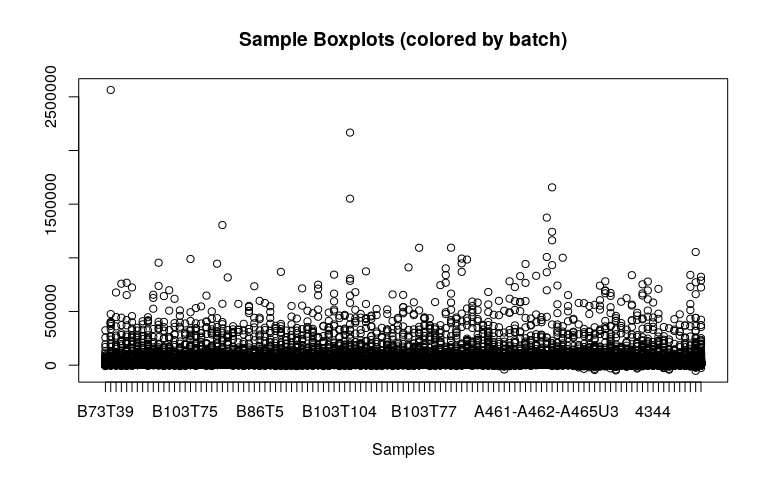 Sample Boxplots (colored by batch)
2500000
1500000
500000
0
B73T39 B103T75 B86T5 B103T104 B103T77 A461-A462-A465U3 4344
Samples